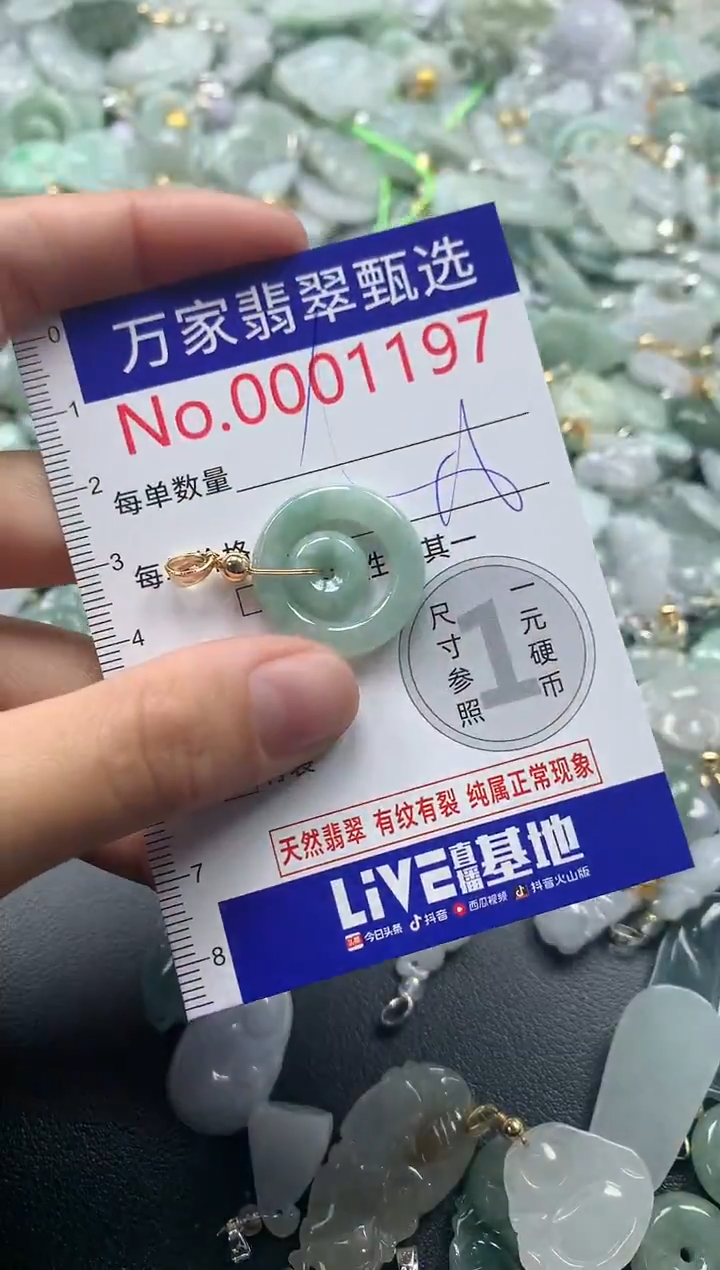 万家翡翠甄选
No.0001197
0
1
每单数量
2
每
其一
3
性
4
1
一元硬币
尺寸参照
天然翡翠 有纹有裂 纯属正常现象
7
LiVE直播基地
今日头条 抖音 西瓜视频 抖音火山版
8